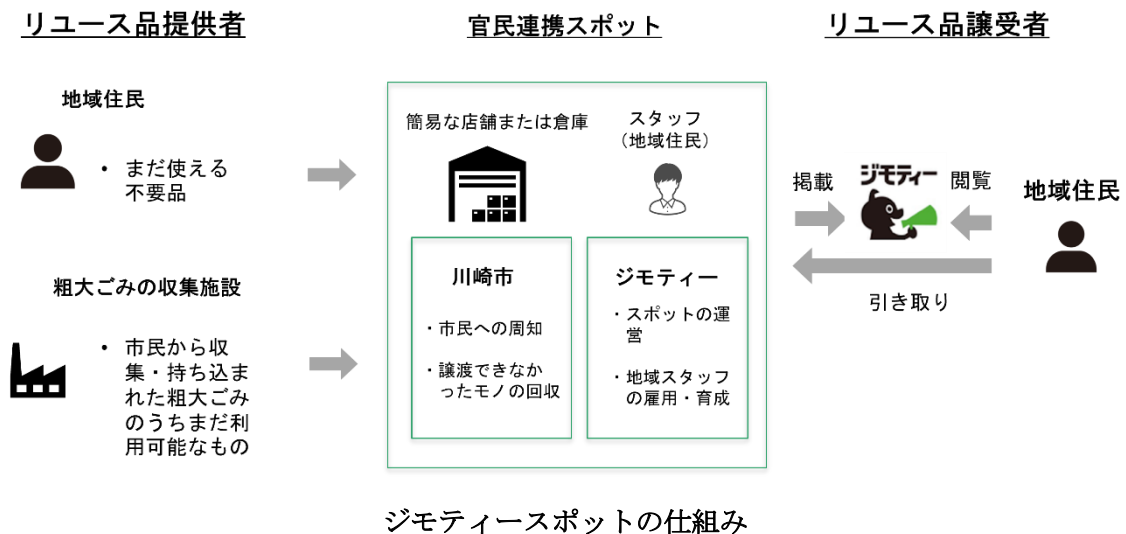 リユース品提供者
地域住民
・ まだ使える
不要品
粗大ごみの収集施設
・ 市民から収
集・持ち込ま
れた粗大ごみ
のうちまだ利
用可能なもの
官民連携スポット
簡易な店舗または倉庫
スタッフ
（地域住民）
川崎市
・市民への周知
・譲渡できなか
ったモノの回収
ジモティー
・スポットの運
営
・地域スタッフ
の雇用・育成
リユース品譲受者
掲載
ジモティー
閲覧
地域住民
引き取り
ジモティースポットの仕組み